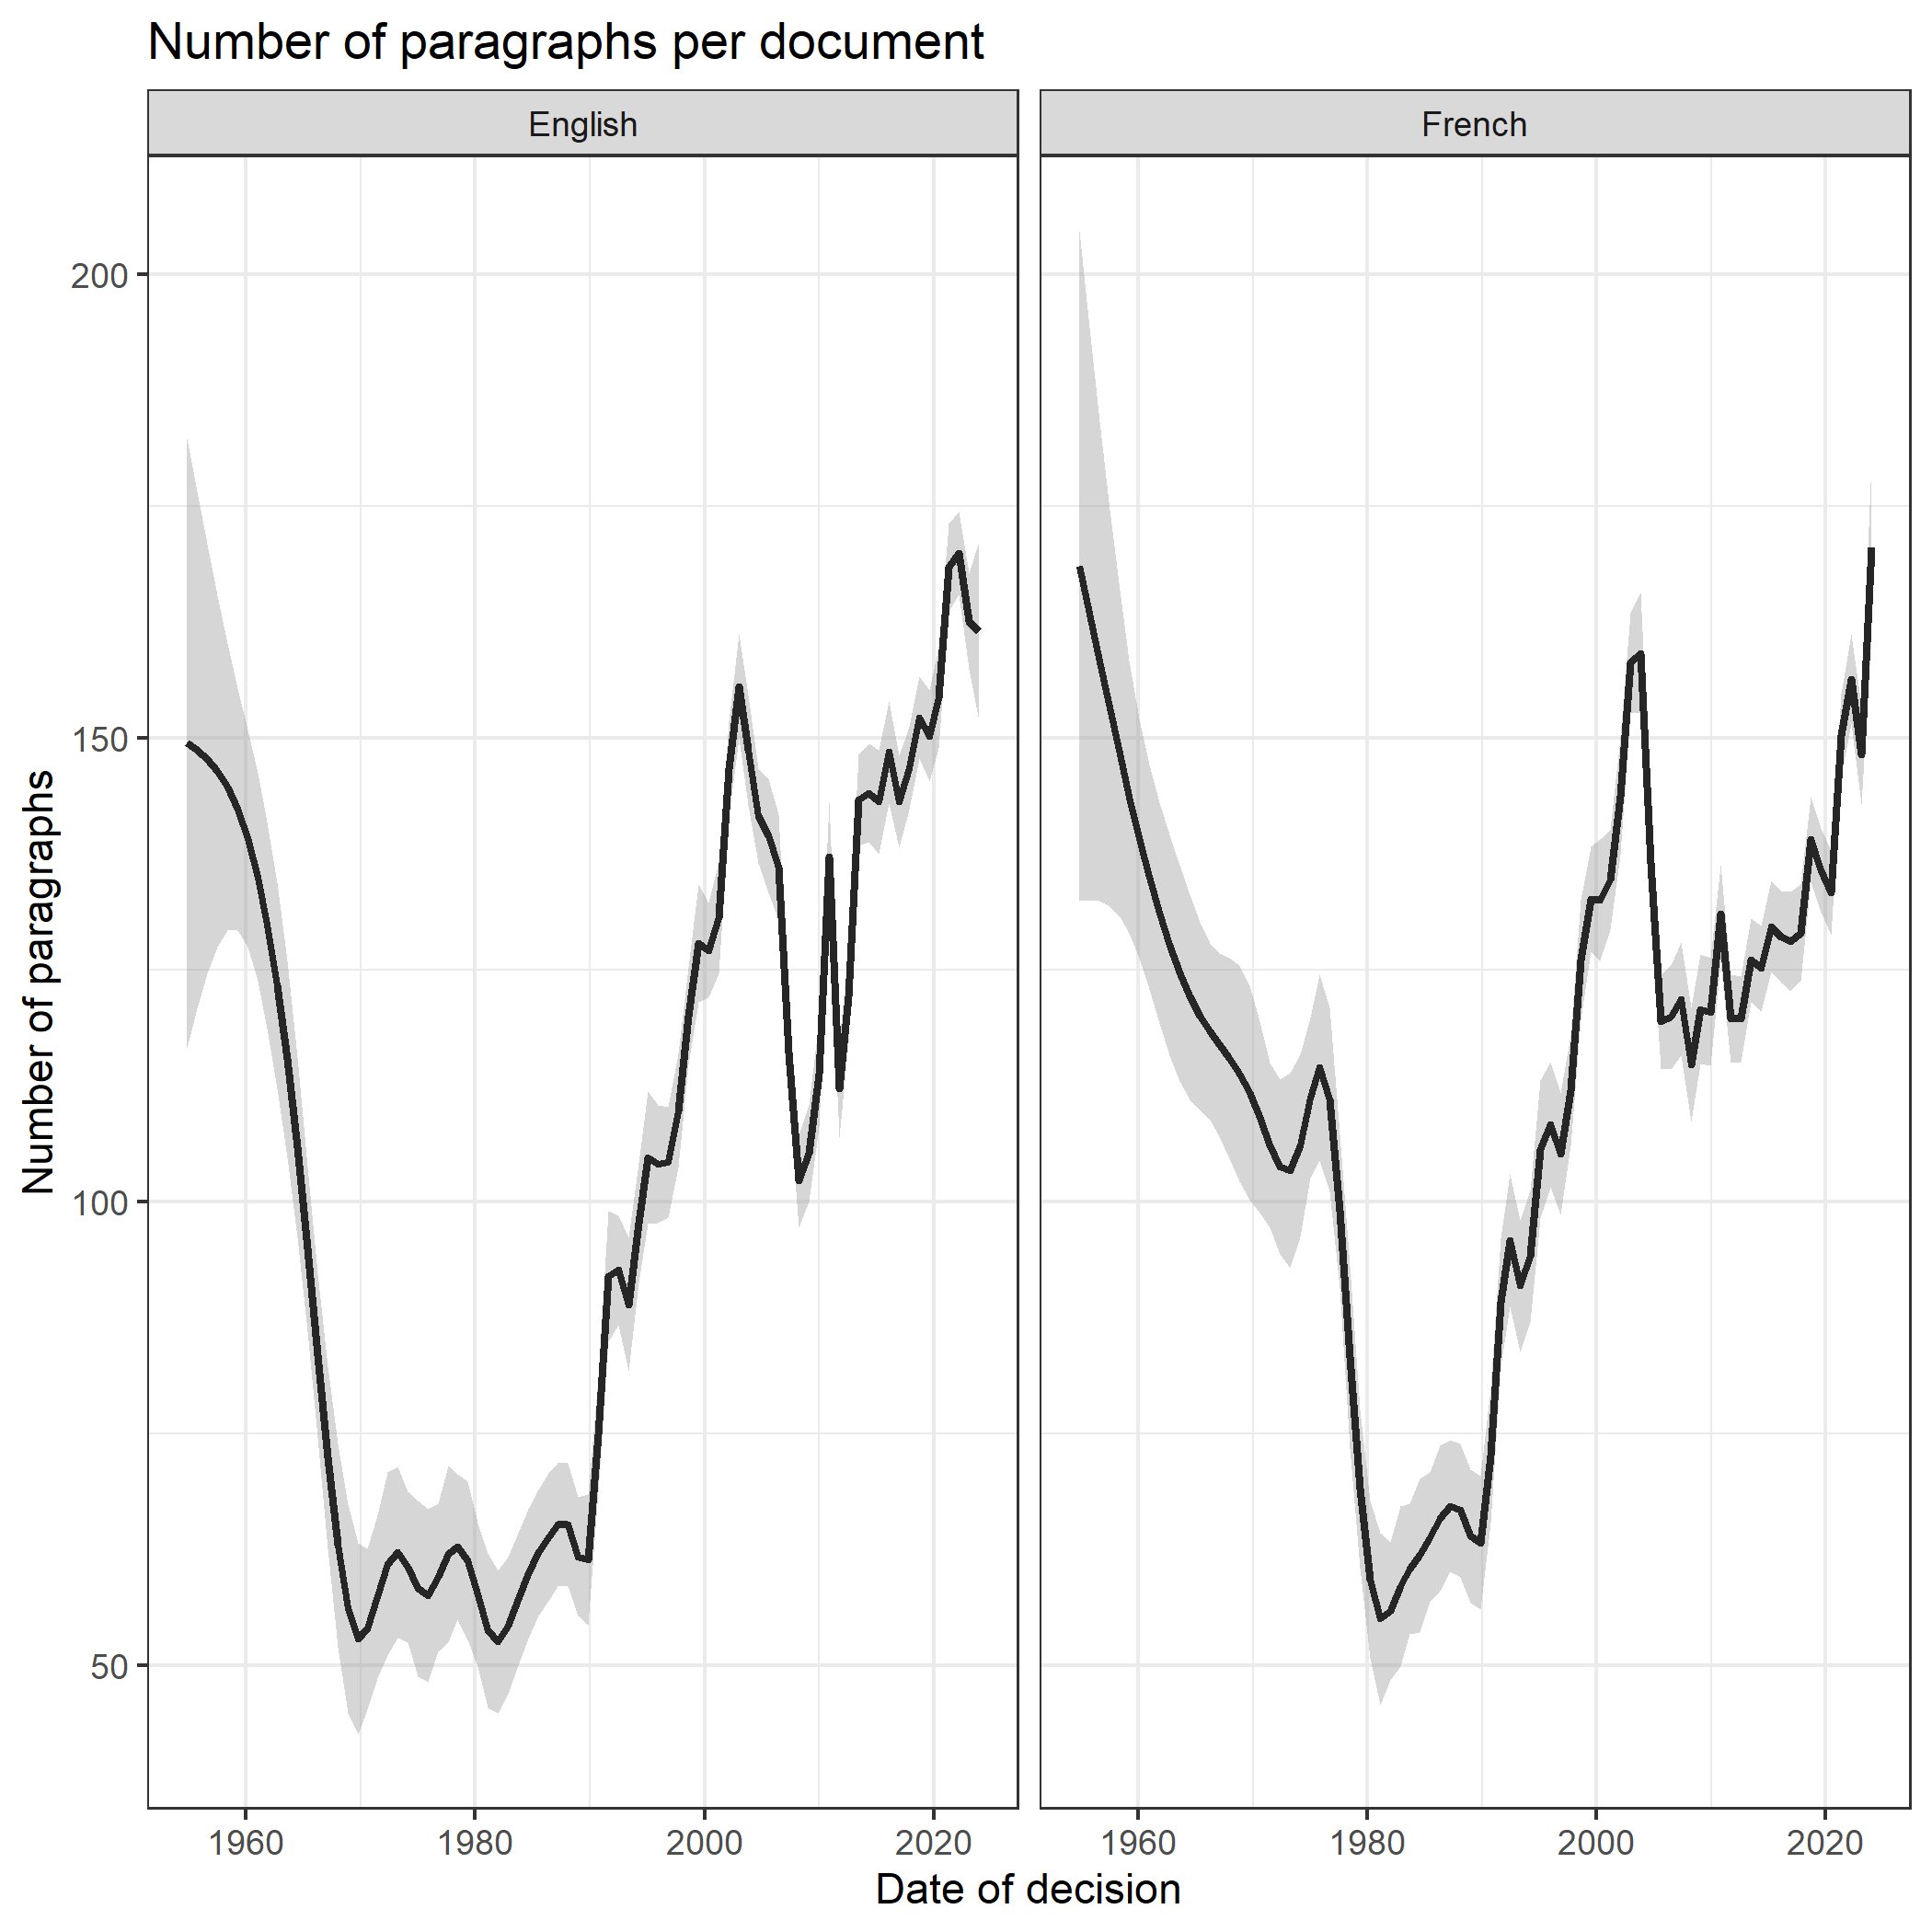 Number of paragraphs per document
English
French
Number of paragraphs
200
150
100
50
1960 1980 2000 2020
1960 1980 2000 2020
Date of decision